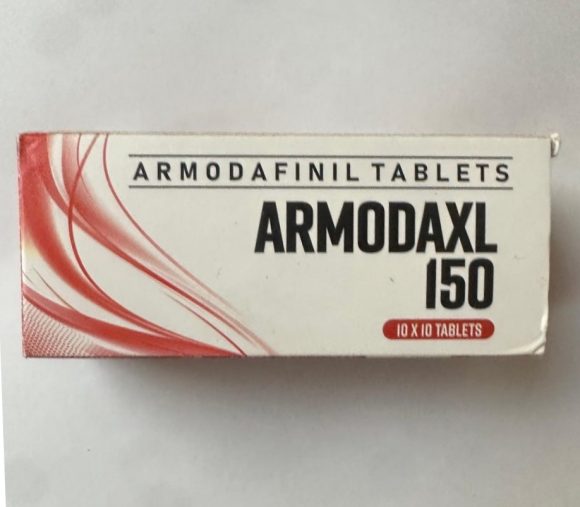 ARMODAFINIL TABLETS
ARMODAXL
150
10 X 10 TABLETS